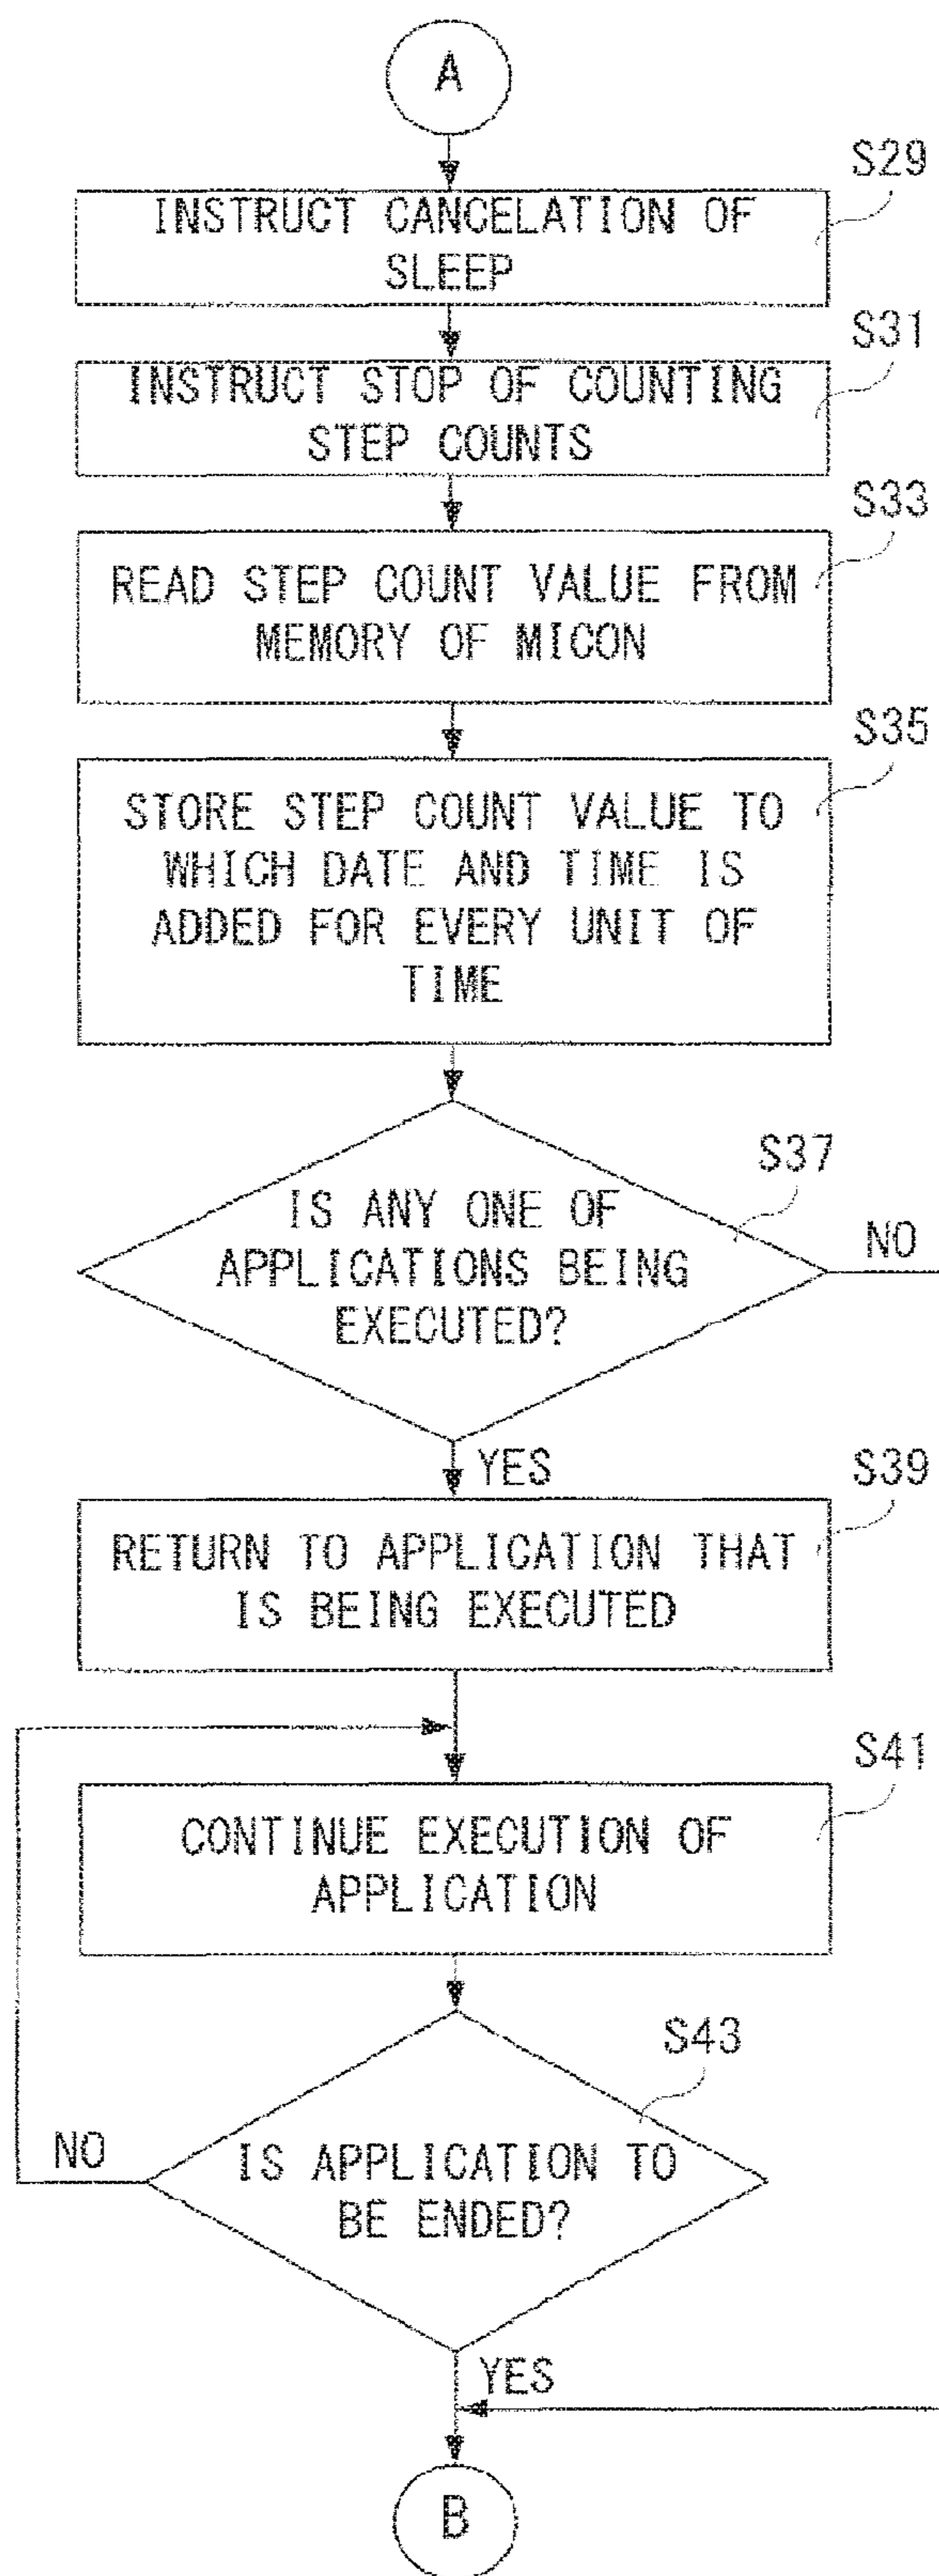 A
S29
INSTRUCT CANCELATION OF
SLEEP
S31
INSTRUCT STOP OF COUNTING
STEP COUNTS
S33
READ STEP COUNT VALUE FROM
MEMORY OF MICON
S35
STORE STEP COUNT VALUE TO
WHICH DATE AND TIME IS
ADDED FOR EVERY UNIT OF
TIME
S37
IS ANY ONE OF
APPLICATIONS BEING
EXECUTED?
NO
YES
S39
RETURN TO APPLICATION THAT
IS BEING EXECUTED
S41
CONTINUE EXECUTION OF
APPLICATION
S43
NO
IS APPLICATION TO
BE ENDED?
YES
B